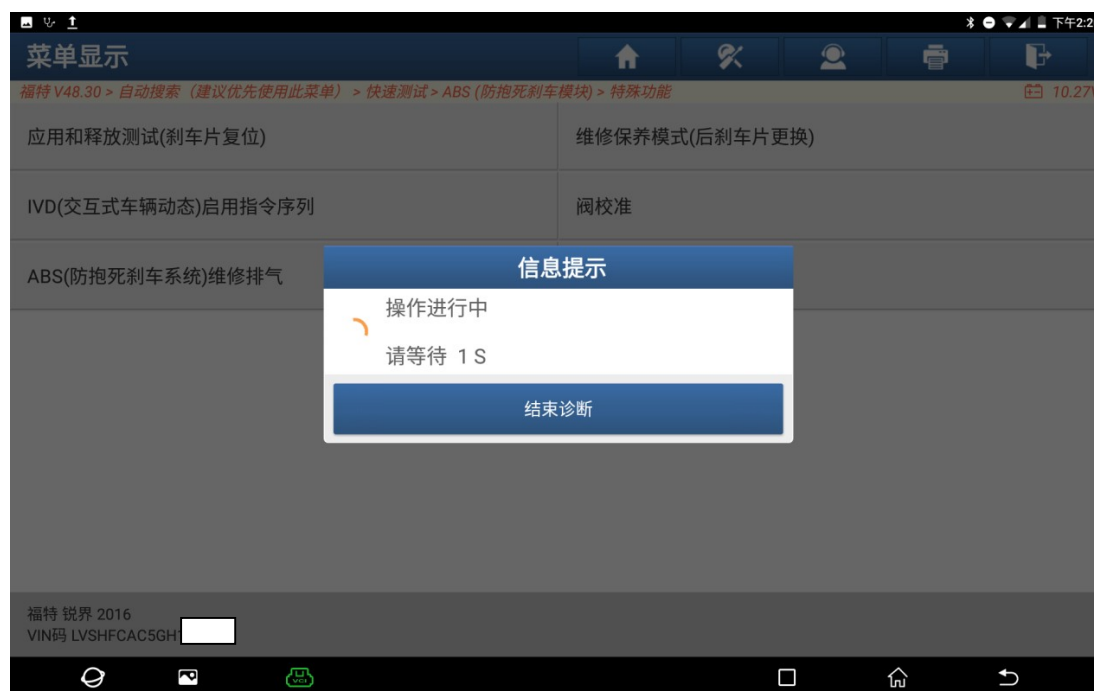 下午2:2
菜单显示
福特 V48.30 > 自动搜索（建议优先使用此菜单） > 快速测试 > ABS (防抱死刹车模块) > 特殊功能
10.27V
应用和释放测试(刹车片复位)
维修保养模式(后刹车片更换)
IVD(交互式车辆动态)启用指令序列
阀校准
ABS(防抱死刹车系统)维修排气
信息提示
操作进行中
请等待 1 S
结束诊断
福特 锐界 2016
VIN码 LVSHFCAC5GH
VCI